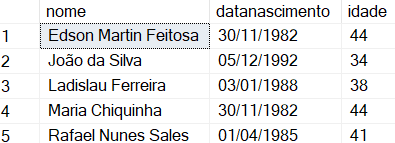 nome datanascimento idade
1 Edson Martin Feitosa 30/11/1982 44
2 João da Silva 05/12/1992 34
3 Ladislau Ferreira 03/01/1988 38
4 Maria Chiquinha 30/11/1982 44
5 Rafael Nunes Sales 01/04/1985 41